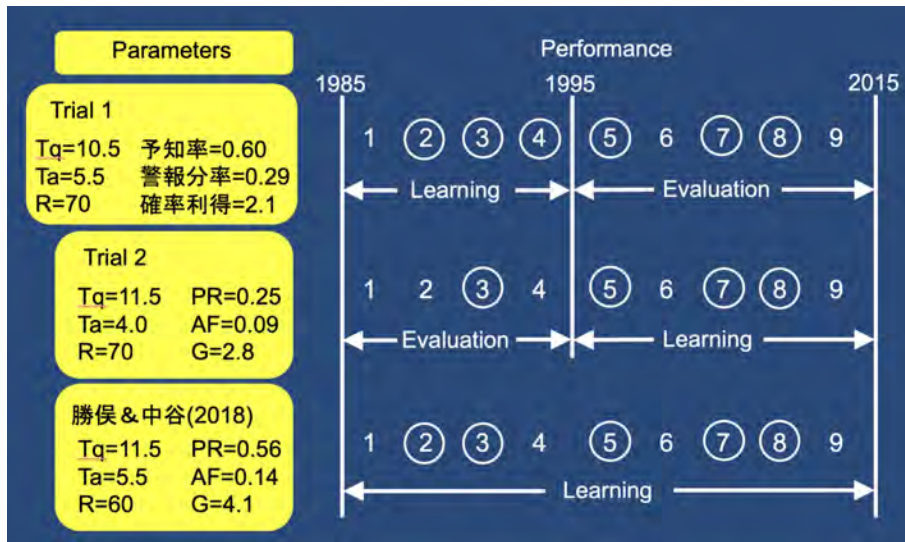 Parameters
Performance
1985 1995 2015
Trial 1
Tq=10.5 予知率=0.60
Ta=5.5 警報分率=0.29
R=70 確率利得=2.1
1 2 3 4 5 6 7 8 9
Learning Evaluation
Trial 2
Tq=11.5 PR=0.25
Ta=4.0 AF=0.09
R=70 G=2.8
1 2 3 4 5 6 7 8 9
Evaluation Learning
勝俣&中谷(2018)
Tq=11.5 PR=0.56
Ta=5.5 AF=0.14
R=60 G=4.1
1 2 3 4 5 6 7 8 9
Learning